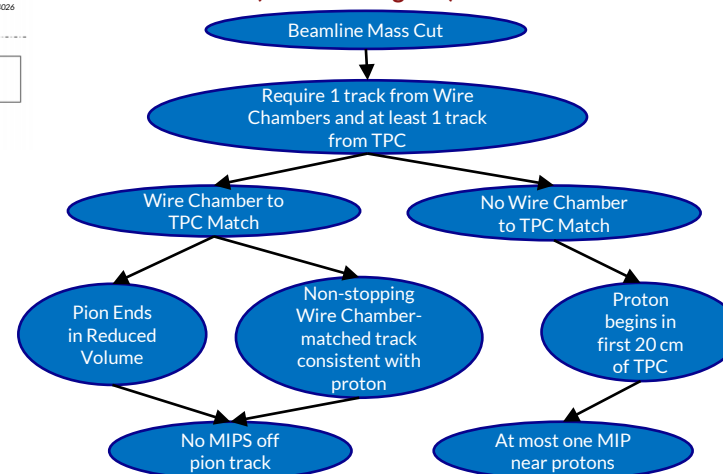 026
Beamline Mass Cut
Require 1 track from Wire
Chambers and at least 1 track
from TPC
Wire Chamber to
TPC Match
No Wire Chamber
to TPC Match
Pion Ends
in Reduced
Volume
Non-stopping
Wire Chamber-
matched track
consistent with
proton
Proton
begins in
first 20 cm
of TPC
No MIPS off
pion track
At most one MIP
near protons